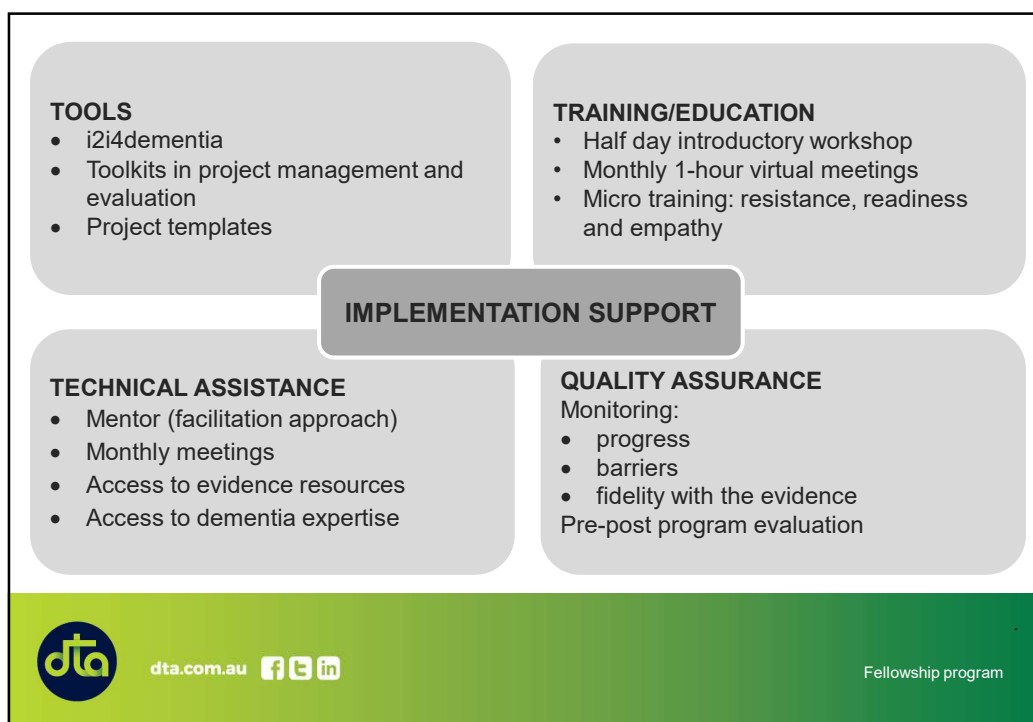 TOOLS
• i2i4dementia
• Toolkits in project management and
evaluation
• Project templates
TRAINING/EDUCATION
• Half day introductory workshop
• Monthly 1-hour virtual meetings
• Micro training: resistance, readiness
and empathy
IMPLEMENTATION SUPPORT
TECHNICAL ASSISTANCE
• Mentor (facilitation approach)
• Monthly meetings
• Access to evidence resources
• Access to dementia expertise
QUALITY ASSURANCE
Monitoring:
• progress
• barriers
• fidelity with the evidence
Pre-post program evaluation
dta
dta.com.au
Fellowship program